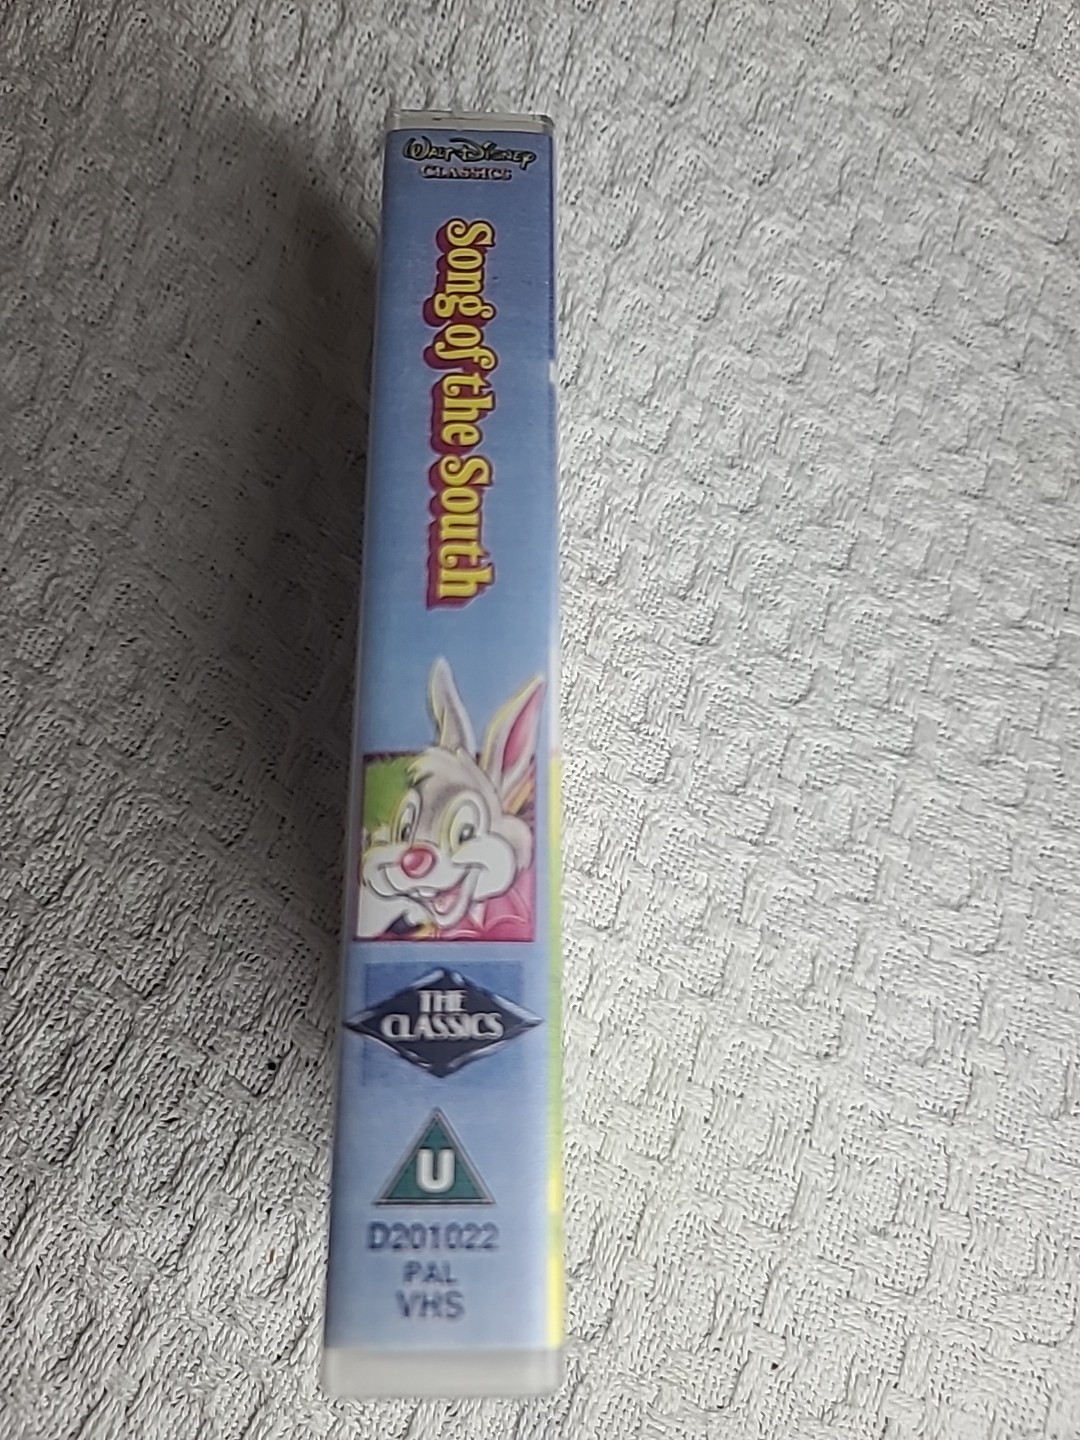 WALT DISNEY
CLASSICS
Song of the South
THE
CLASSICS
U
D201022
PAL
VHS